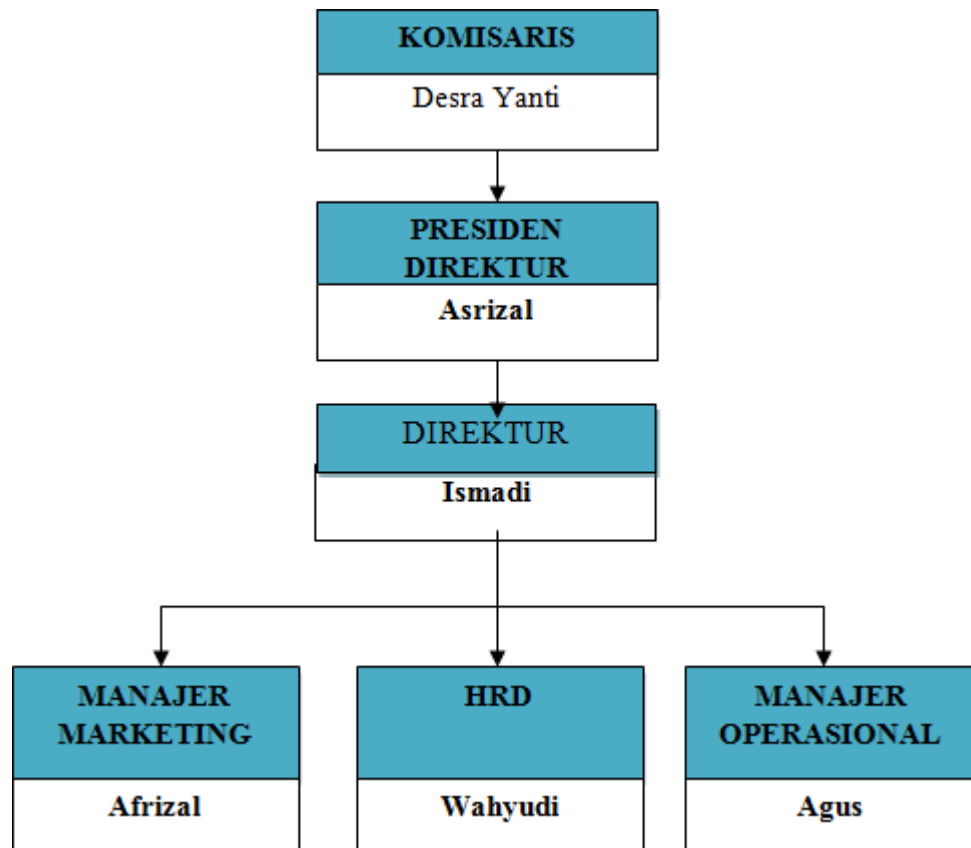 KOMISARIS
Desra Yanti
PRESIDEN
DIREKTUR
Asrizal
DIREKTUR
Ismadi
MANAJER
MARKETING
Afrizal
HRD
Wahyudi
MANAJER
OPERASIONAL
Agus